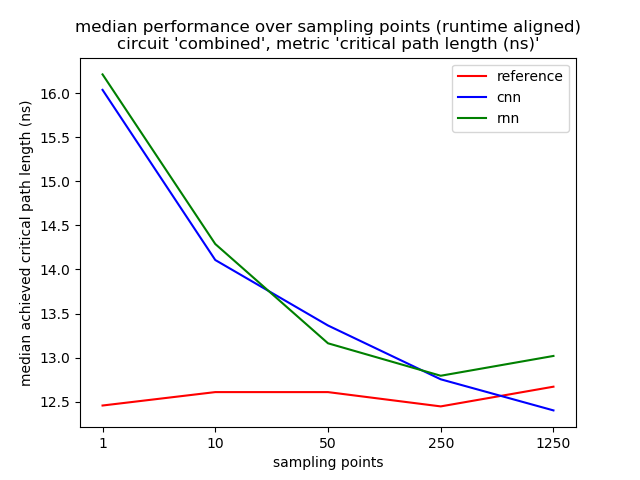 median performance over sampling points (runtime aligned)
circuit 'combined', metric 'critical path length (ns)'
reference
cnn
rnn
median achieved critical path length (ns)
16.0
15.5
15.0
14.5
14.0
13.5
13.0
12.5
1 10 50 250 1250
sampling points